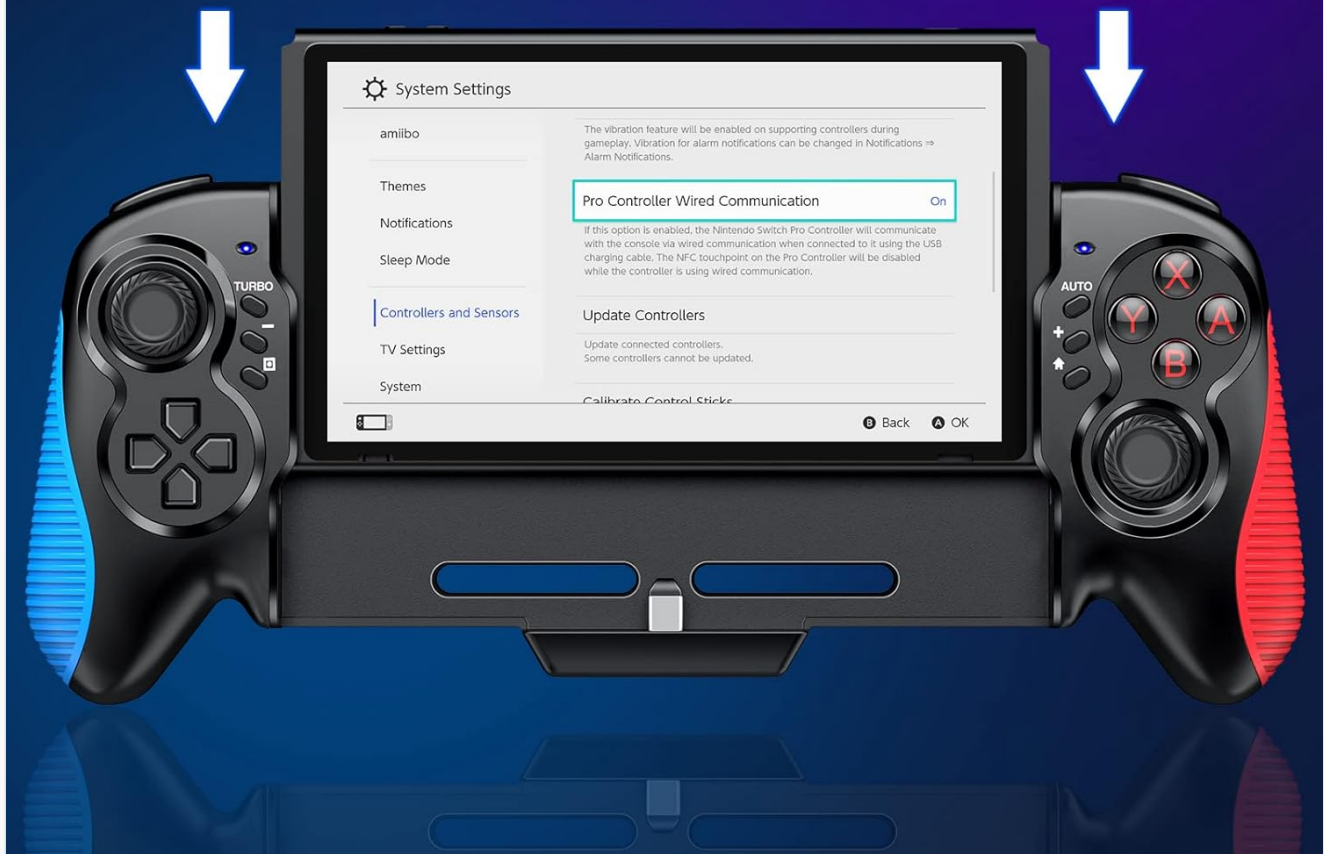 System Settings
amiibo
Themes
Notifications
Sleep Mode
Controllers and Sensors
TV Settings
System
The vibration feature will be enabled on supporting controllers during
gameplay. Vibration for alarm notifications can be changed in Notifications ⇒
Alarm Notifications.
Pro Controller Wired Communication On
If this option is enabled, the Nintendo Switch Pro Controller will communicate
with the console via wired communication when connected to it using the USB
charging cable. The NFC touchpoint on the Pro Controller will be disabled
while the controller is using wired communication.
Update Controllers
Update connected controllers.
Some controllers cannot be updated.
Calibrate Control Sticks
B Back A OK
TURBO
−
AUTO
+
X
Y
A
B